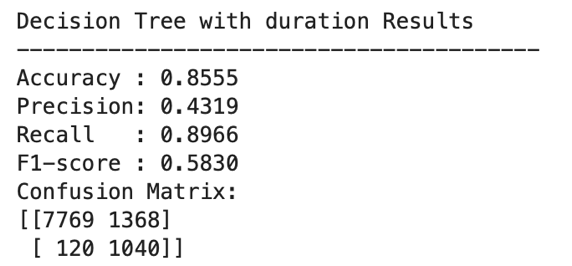 Decision Tree with duration Results
----------------------------------------
Accuracy : 0.8555
Precision: 0.4319
Recall   : 0.8966
F1-score : 0.5830
Confusion Matrix:
[[7769 1368]
 [ 120 1040]]